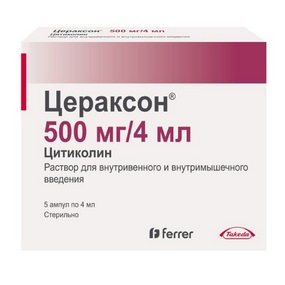 Цераксон®
500 мг/4 мл
Цитиколин
Раствор для внутривенного и внутримышечного
введения
5 ампул по 4 мл
Стерильно
ferrer
Takeda